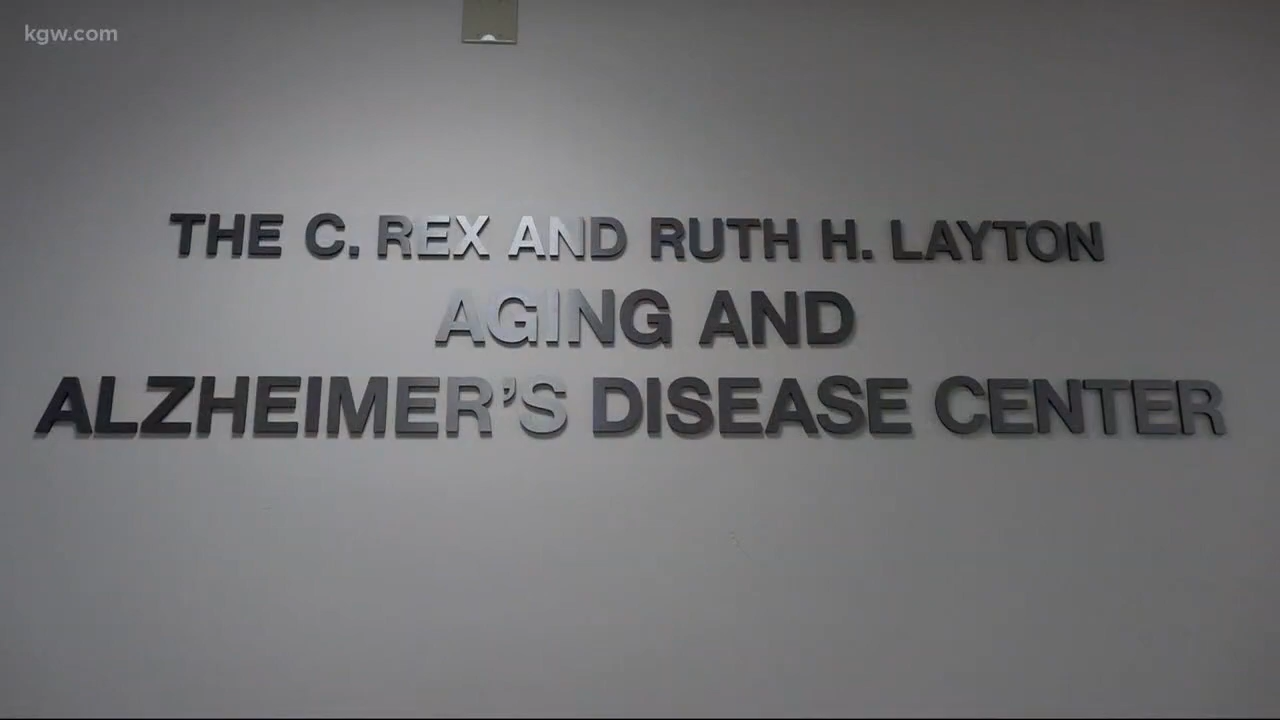 kgw.com
THE C. REX AND RUTH H. LAYTON
AGING AND
ALZHEIMER'S DISEASE CENTER